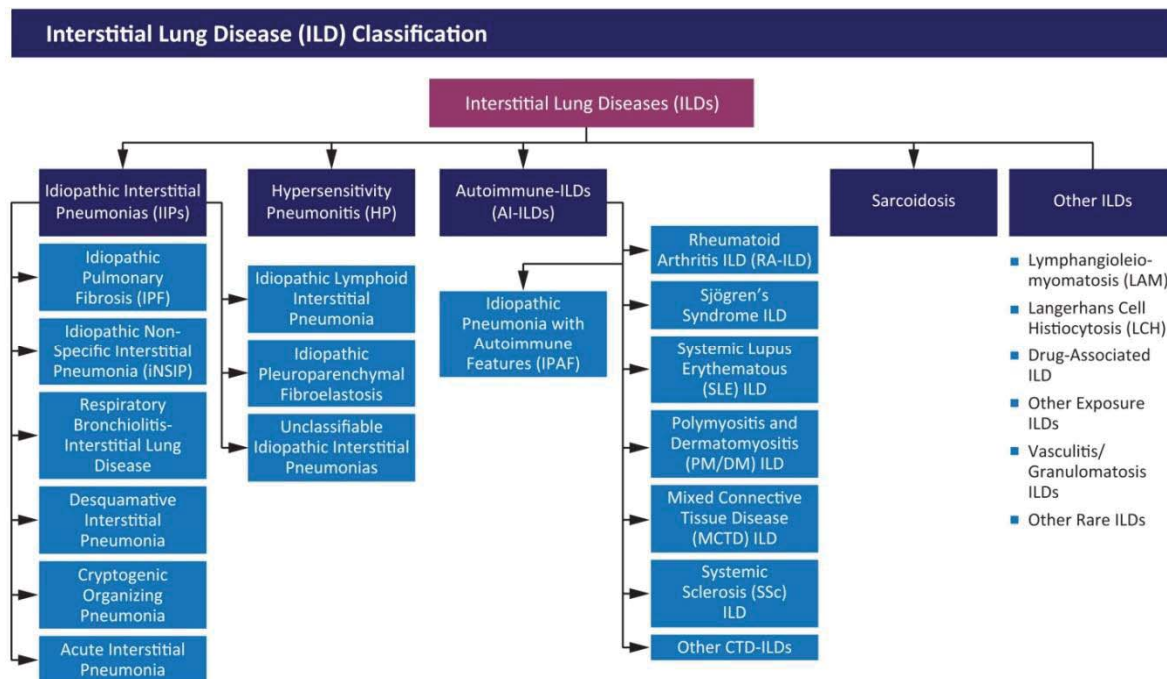 Interstitial Lung Disease (ILD) Classification
Interstitial Lung Diseases (ILDs)
Idiopathic Interstitial
Pneumonias (IIPs)
Hypersensitivity
Pneumonitis (HP)
Autoimmune-ILDs
(AI-ILDs)
Sarcoidosis
Other ILDs
Idiopathic
Pulmonary
Fibrosis (IPF)
Idiopathic Non-
Specific Interstitial
Pneumonia (iNSIP)
Respiratory
Bronchiolitis-
Interstitial Lung
Disease
Desquamative
Interstitial
Pneumonia
Cryptogenic
Organizing
Pneumonia
Acute Interstitial
Pneumonia
Idiopathic Lymphoid
Interstitial
Pneumonia
Idiopathic
Pleuroparenchymal
Fibroelastosis
Unclassifiable
Idiopathic Interstitial
Pneumonias
Idiopathic
Pneumonia with
Autoimmune
Features (IPAF)
Rheumatoid
Arthritis ILD (RA-ILD)
Sjögren's
Syndrome ILD
Systemic Lupus
Erythematous
(SLE) ILD
Polymyositis and
Dermatomyositis
(PM/DM) ILD
Mixed Connective
Tissue Disease
(MCTD) ILD
Systemic
Sclerosis (SSc)
ILD
Other CTD-ILDs
Lymphangioleio-
myomatosis (LAM)
Langerhans Cell
Histiocytosis (LCH)
Drug-Associated
ILD
Other Exposure
ILDs
Vasculitis/
Granulomatosis
ILDs
Other Rare ILDs